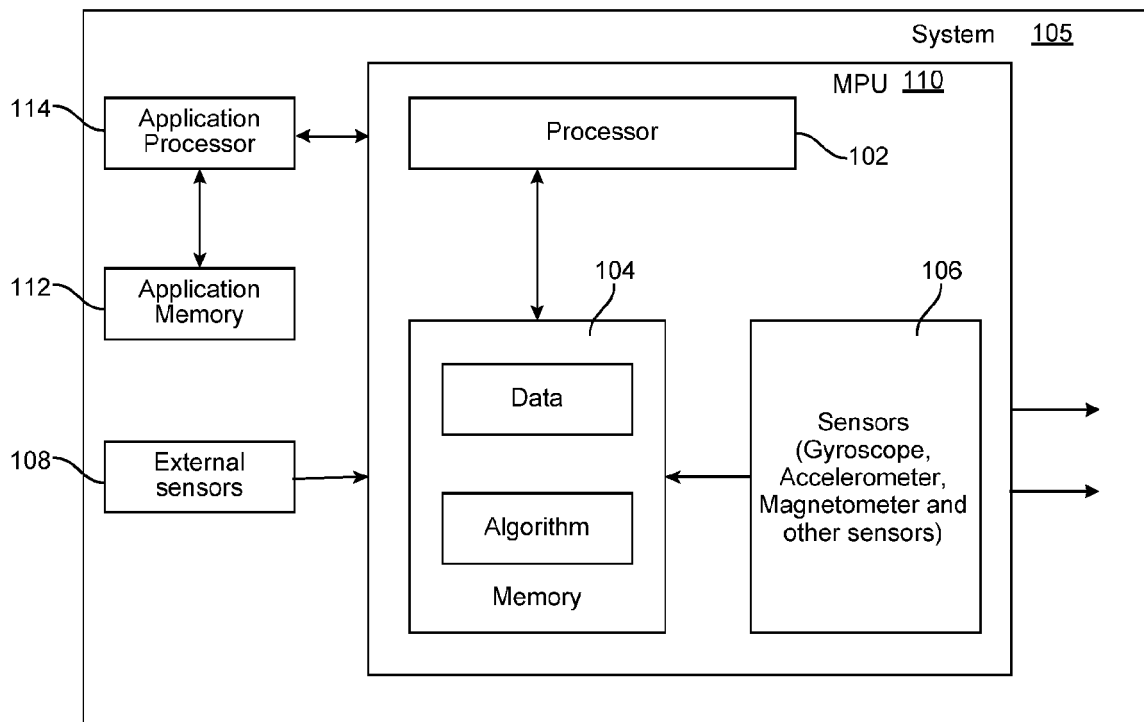 System 105
MPU 110
114
Application
Processor
Processor
102
112
Application
Memory
104
106
Data
Sensors
(Gyroscope,
Accelerometer,
Magnetometer and
other sensors)
108
External
sensors
Algorithm
Memory